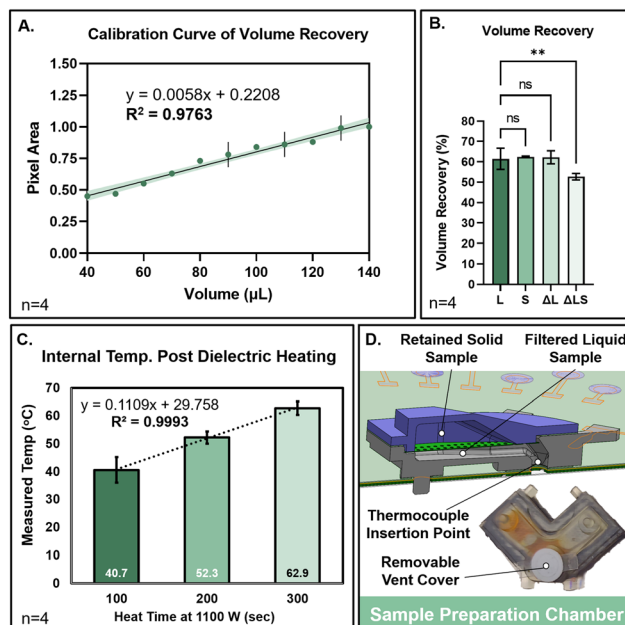 A.
Calibration Curve of Volume Recovery
y = 0.0058x + 0.2208
R² = 0.9763
Pixel Area
1.50
1.25
1.00
0.75
0.50
0.25
0.00
40 60 80 100 120 140
Volume (µL)
n=4
B.
Volume Recovery
**
ns
ns
Volume Recovery (%)
80
70
60
50
40
30
20
10
0
L S ΔL ΔLS
n=4
C.
Internal Temp. Post Dielectric Heating
y = 0.1109x + 29.758
R² = 0.9993
Measured Temp (oC)
70
60
50
40
30
20
10
0
40.7 52.3 62.9
100 200 300
Heat Time at 1100 W (sec)
n=4
D.
Retained Solid Sample
Filtered Liquid Sample
Thermocouple
Insertion Point
Removable
Vent Cover
Sample Preparation Chamber